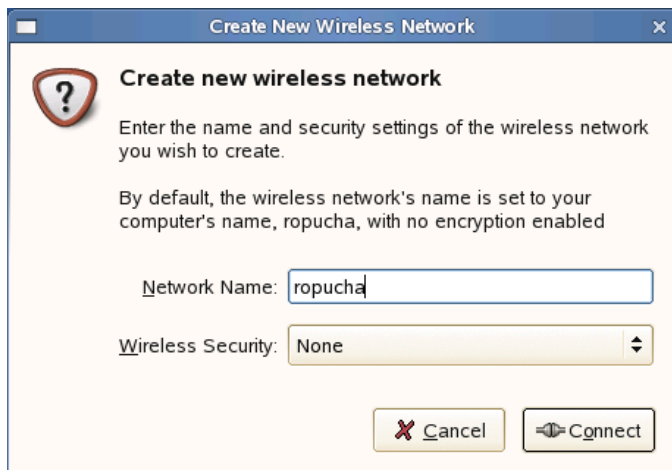 Create New Wireless Network
Create new wireless network
Enter the name and security settings of the wireless network
you wish to create.
By default, the wireless network's name is set to your
computer's name, ropucha, with no encryption enabled
Network Name: ropucha
Wireless Security: None
Cancel Connect